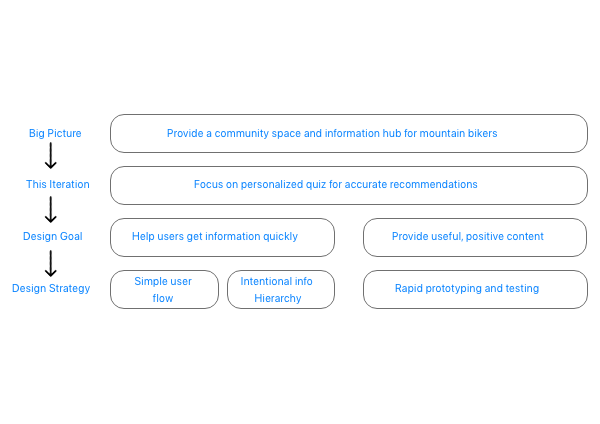 Big Picture
Provide a community space and information hub for mountain bikers
This Iteration
Focus on personalized quiz for accurate recommendations
Design Goal
Help users get information quickly
Provide useful, positive content
Design Strategy
Simple user
flow
Intentional info
Hierarchy
Rapid prototyping and testing